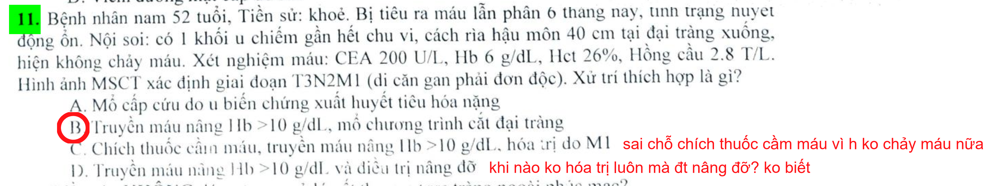 11. Bệnh nhân nam 52 tuổi, Tiền sử: khoẻ. Bị tiêu ra máu lẫn phân 6 tháng nay, tình trạng huyết
động ổn. Nội soi: có 1 khối u chiếm gần hết chu vi, cách rìa hậu môn 40 cm tại đại tràng xuống,
hiện không chảy máu. Xét nghiệm máu: CEA 200 U/L, Hb 6 g/dL, Hct 26%, Hồng cầu 2.8 T/L.
Hình ảnh MSCT xác định giai đoạn T3N2M1 (di căn gan phải đơn độc). Xử trí thích hợp là gì?
A. Mổ cấp cứu do u biến chứng xuất huyết tiêu hóa nặng
B. Truyền máu nâng Hb >10 g/dL, mổ chương trình cắt đại tràng
C. Chích thuốc cầm máu, truyền máu nâng Hb >10 g/dL, hóa trị do M1 sai chỗ chích thuốc cầm máu vì h ko chảy máu nữa
D. Truyền máu nâng Hb >10 g/dL và điều trị nâng đỡ khi nào ko hóa trị luôn mà đt nâng đỡ? ko biết